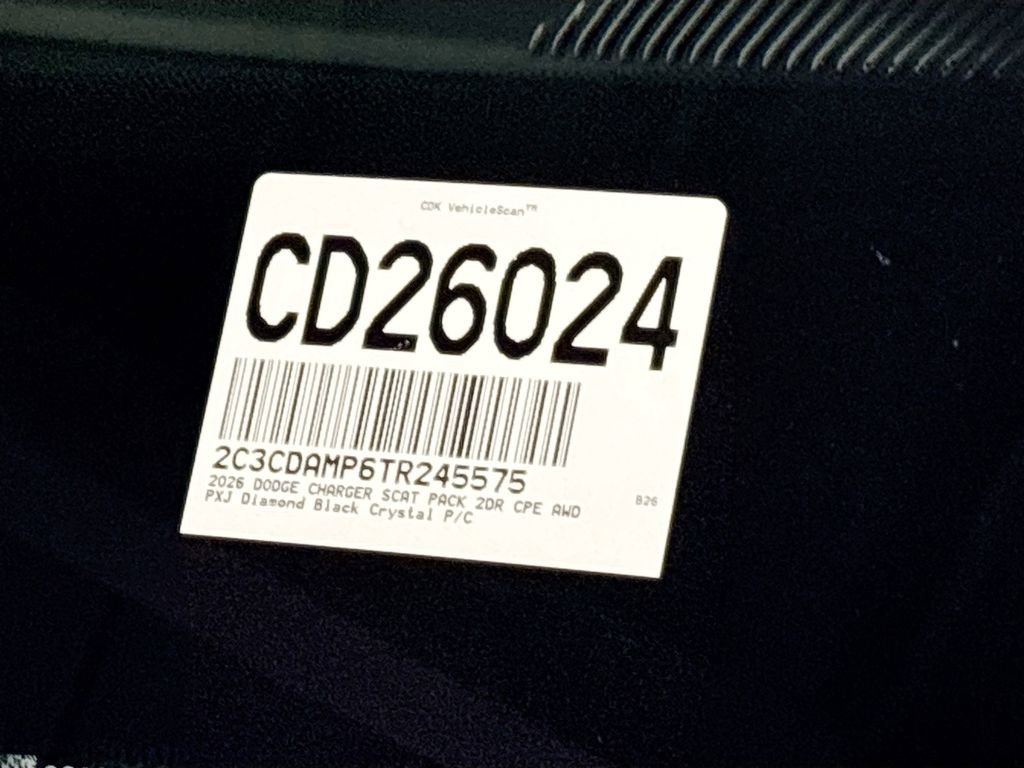 CDK VehicleScan™
CD26024
2C3CDAMP6TR245575
2026 DODGE CHARGER SCAT PACK 2DR CPE AWD
PXJ Diamond Black Crystal P/C
B26